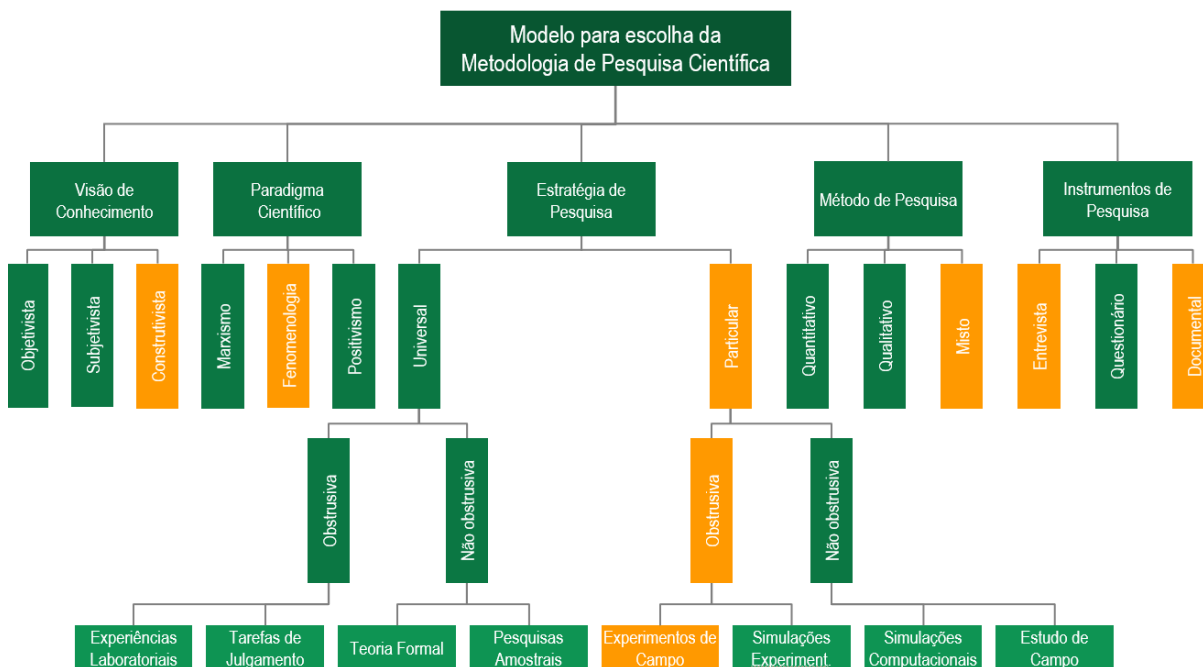 Modelo para escolha da
Metodologia de Pesquisa Científica
Visão de
Conhecimento
Paradigma
Científico
Estratégia de
Pesquisa
Método de Pesquisa
Instrumentos de
Pesquisa
Objetivista
Subjetivista
Construtivista
Marxismo
Fenomenologia
Positivismo
Universal
Particular
Quantitativo
Qualitativo
Misto
Entrevista
Questionário
Documental
Obstrusiva
Não obstrusiva
Obstrusiva
Não obstrusiva
Experiências
Laboratoriais
Tarefas de
Julgamento
Teoria Formal
Pesquisas
Amostrais
Experimentos de
Campo
Simulações
Experiment.
Simulações
Computacionais
Estudo de
Campo